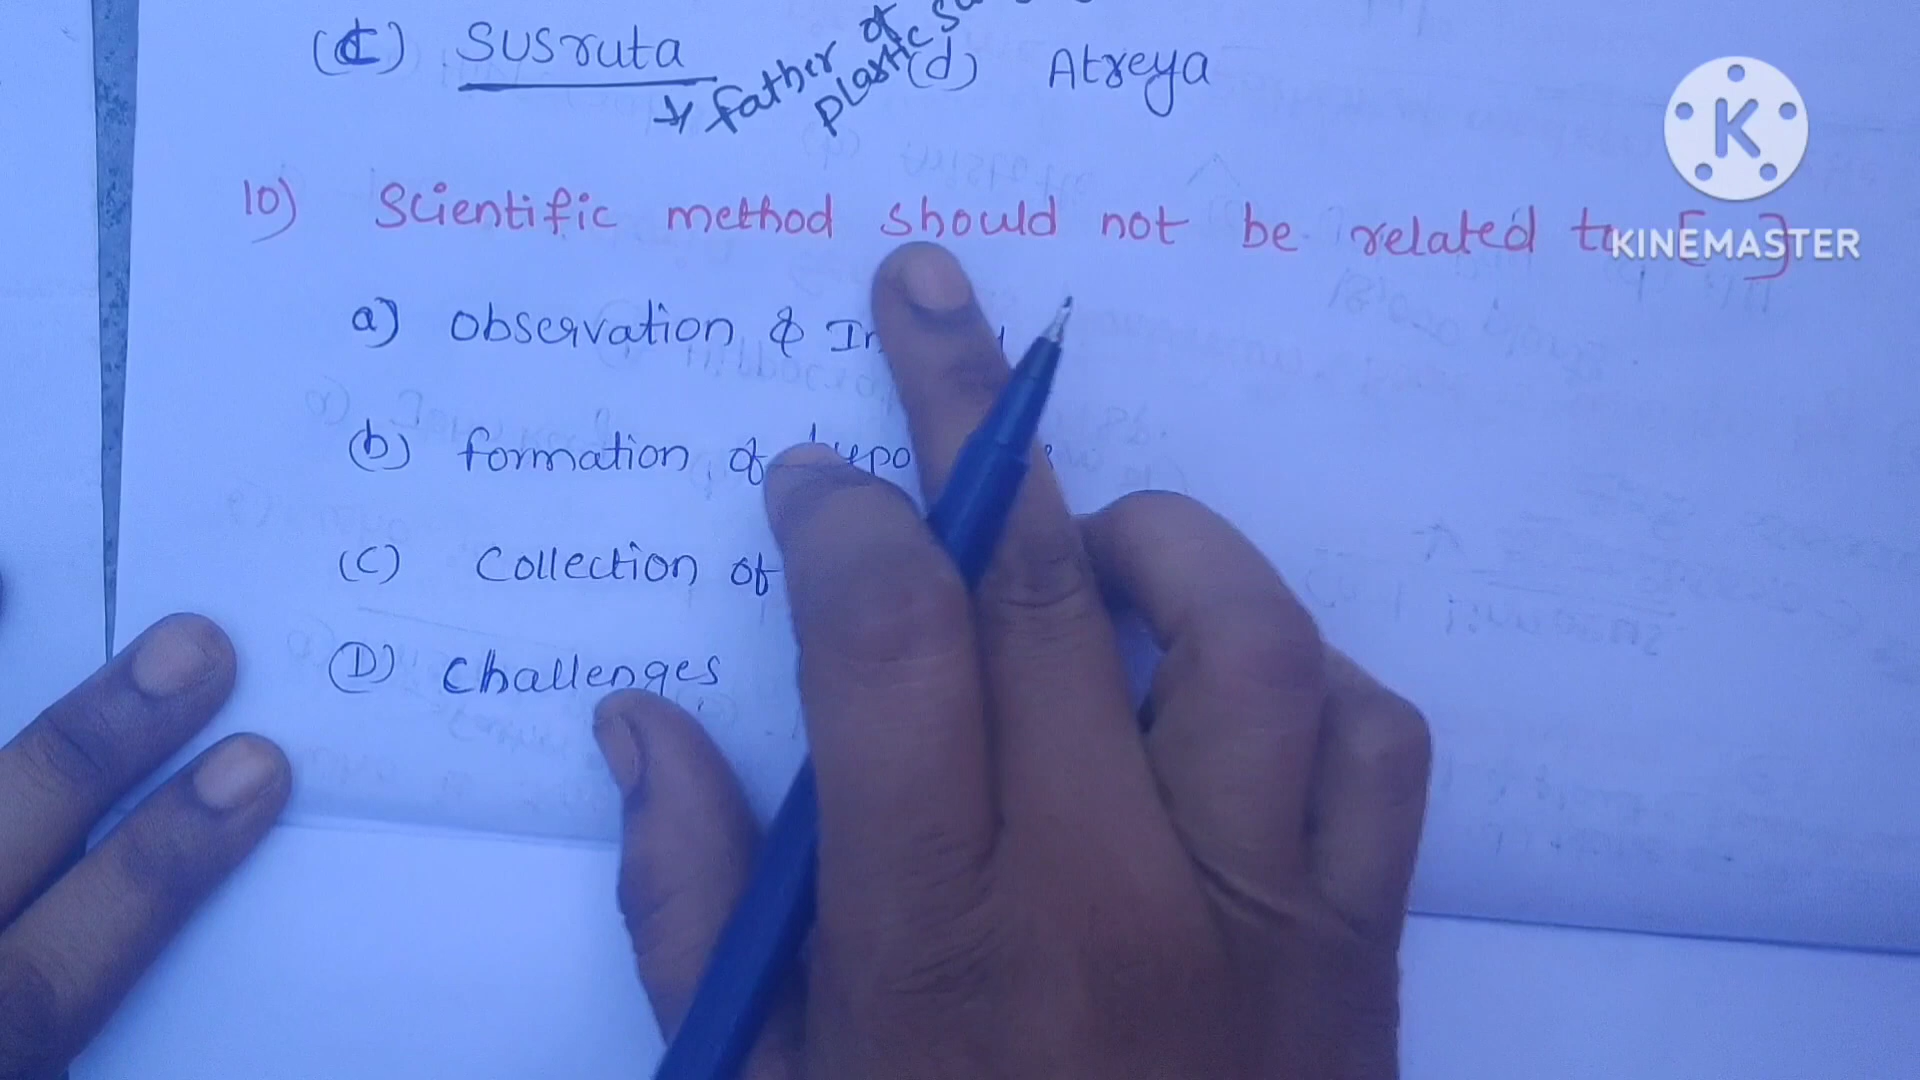 (c) Susruta
↓ father of plastic
(d) Atreya
10) Scientific method should not be related to [ ]
a) Observation &
(b) formation of
(c) Collection of
(D) Challenges
K
KINEMASTER